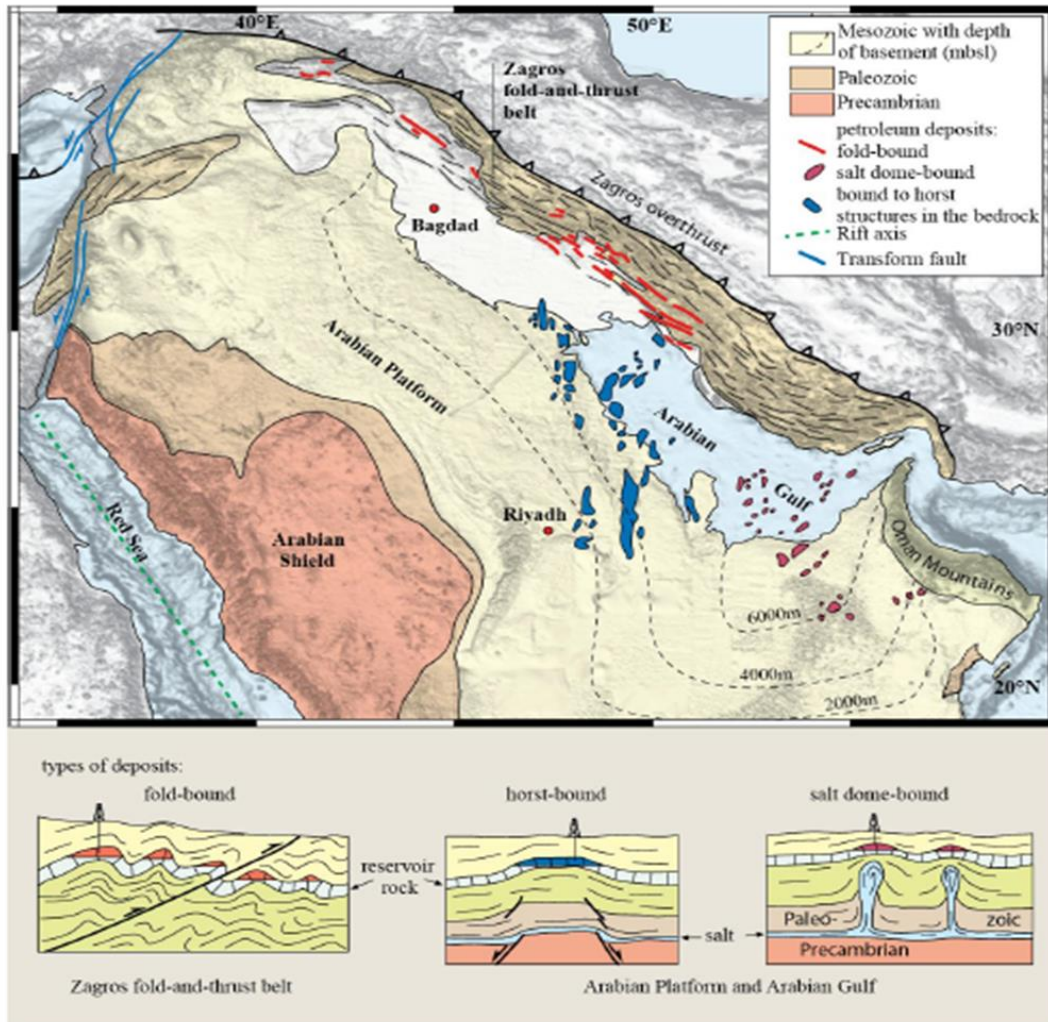 40°E
50°E
Mesozoic with depth
of basement (mbsl)
Paleozoic
Precambrian
petroleum deposits:
fold-bound
salt dome-bound
bound to horst
structures in the bedrock
Rift axis
Transform fault
Zagros
fold-and-thrust
belt
Zagros overthrust
Bagdad
30°N
Arabian Platform
Arabian
Gulf
Riyadh
Red Sea
Arabian
Shield
Oman Mountains
6000m
4000m
2000m
20°N
types of deposits:
fold-bound
horst-bound
salt dome-bound
reservoir
rock
salt
Paleo-
zoic
Precambrian
Zagros fold-and-thrust belt
Arabian Platform and Arabian Gulf